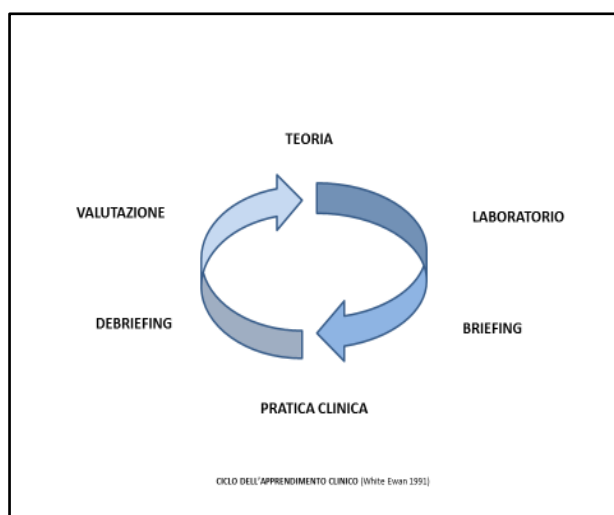 TEORIA
VALUTAZIONE
LABORATORIO
DEBRIEFING
BRIEFING
PRATICA CLINICA
CICLO DELL'APPRENDIMENTO CLINICO (White Ewan 1991)